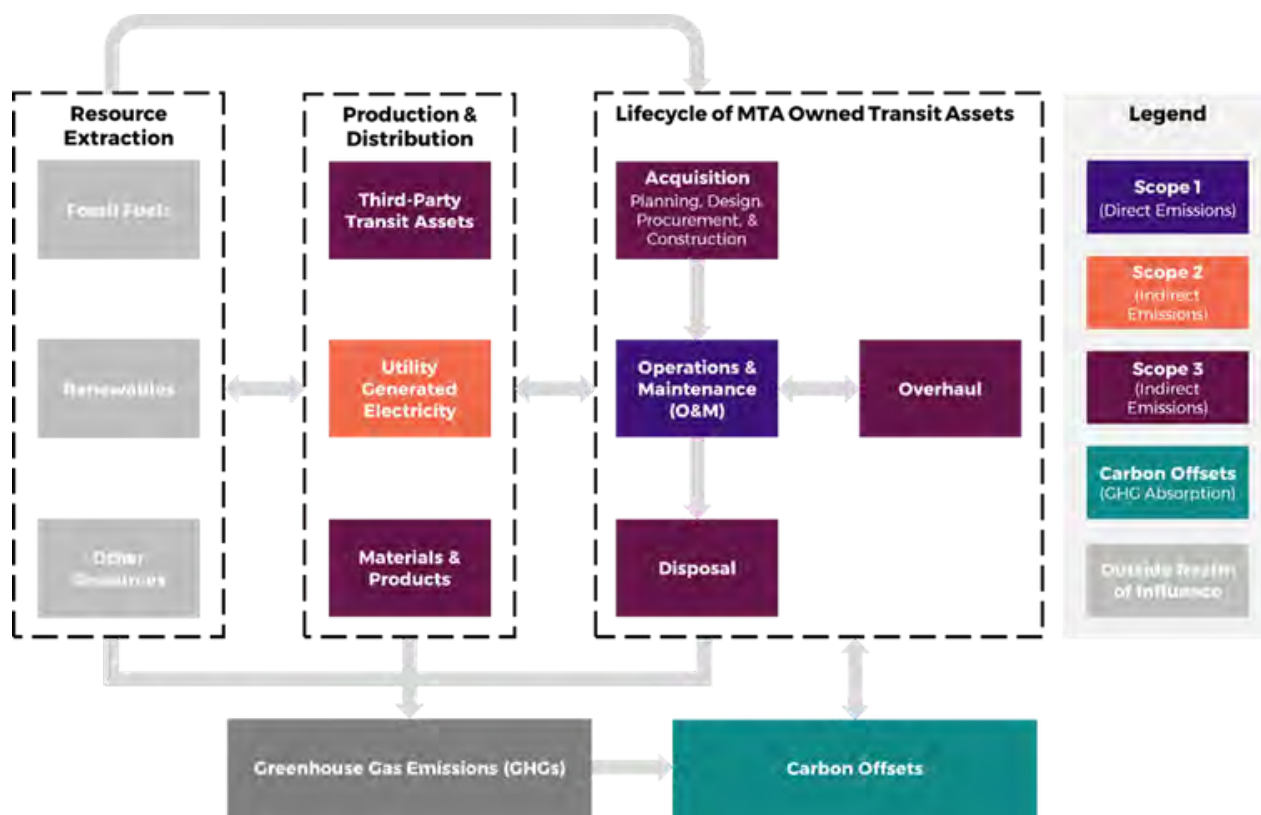 Resource
Extraction
Fossil Fuels
Renewables
Other
Resources
Production &
Distribution
Third-Party
Transit Assets
Utility
Generated
Electricity
Materials &
Products
Lifecycle of MTA Owned Transit Assets
Acquisition
Planning, Design,
Procurement, &
Construction
Operations &
Maintenance
(O&M)
Overhaul
Disposal
Legend
Scope 1
(Direct Emissions)
Scope 2
(Indirect
Emissions)
Scope 3
(Indirect
Emissions)
Carbon Offsets
(GHG Absorption)
Outside Realm
of Influence
Greenhouse Gas Emissions (GHGs)
Carbon Offsets